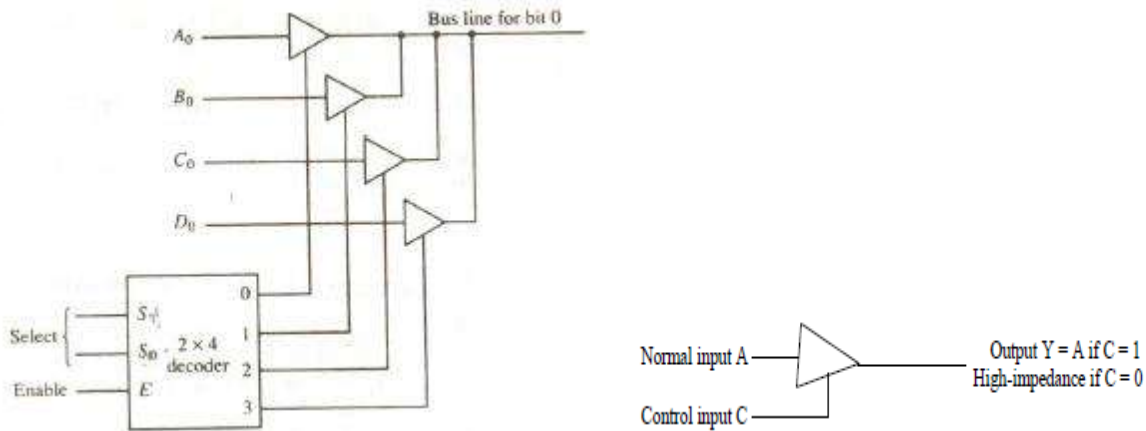 Bus line for bit 0
A₀
B₀
C₀
D₀
Select
S₁
S₀
Enable
E
2 × 4
decoder
0
1
2
3
Normal input A
Control input C
Output Y = A if C = 1
High-impedance if C = 0